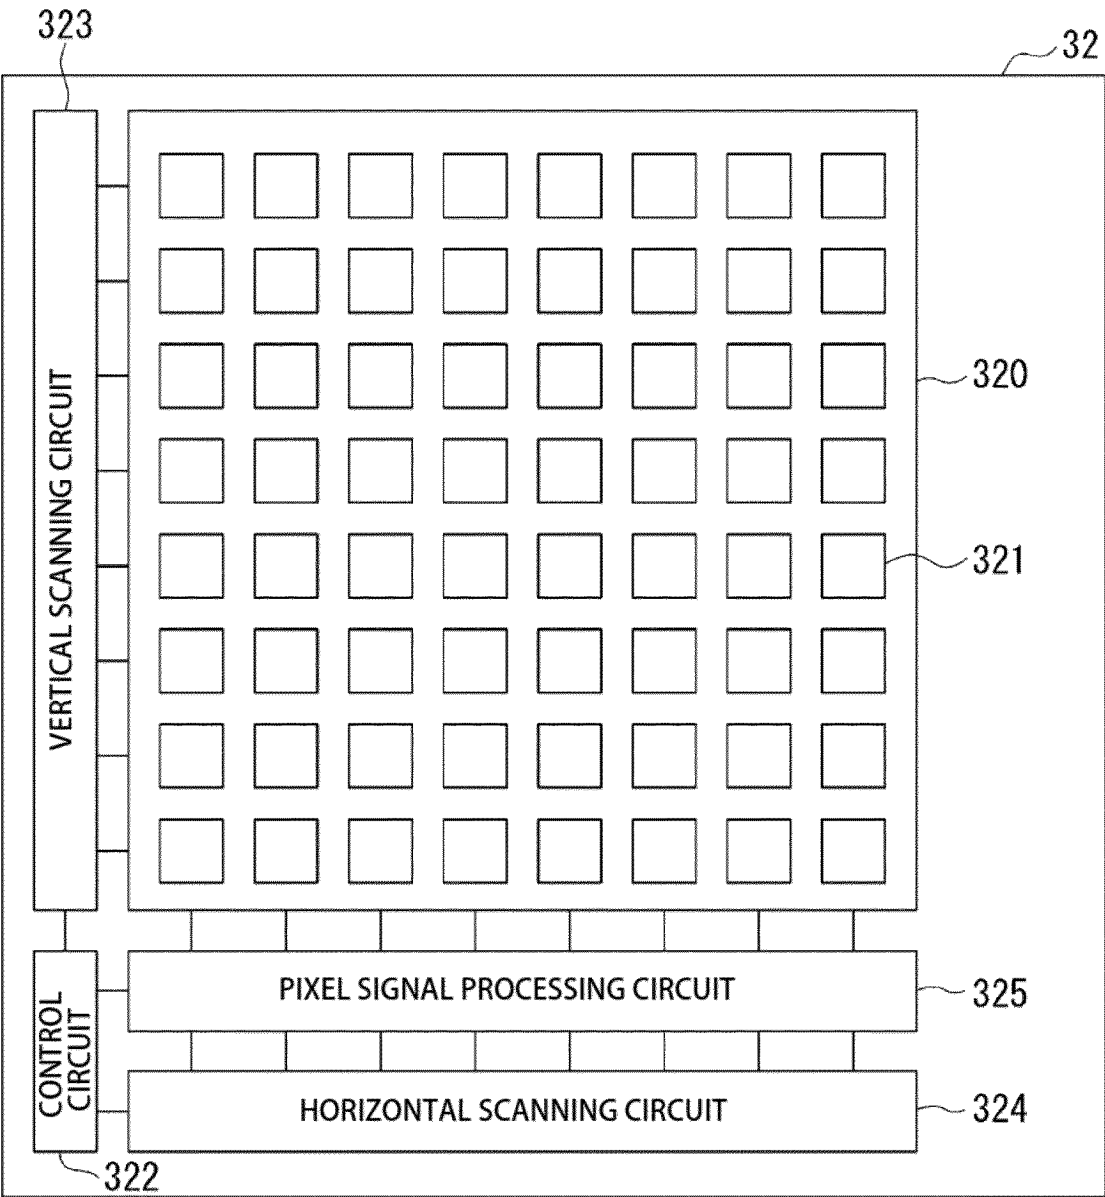 323
32
VERTICAL SCANNING CIRCUIT
320
321
CONTROL
CIRCUIT
PIXEL SIGNAL PROCESSING CIRCUIT
325
HORIZONTAL SCANNING CIRCUIT
324
322